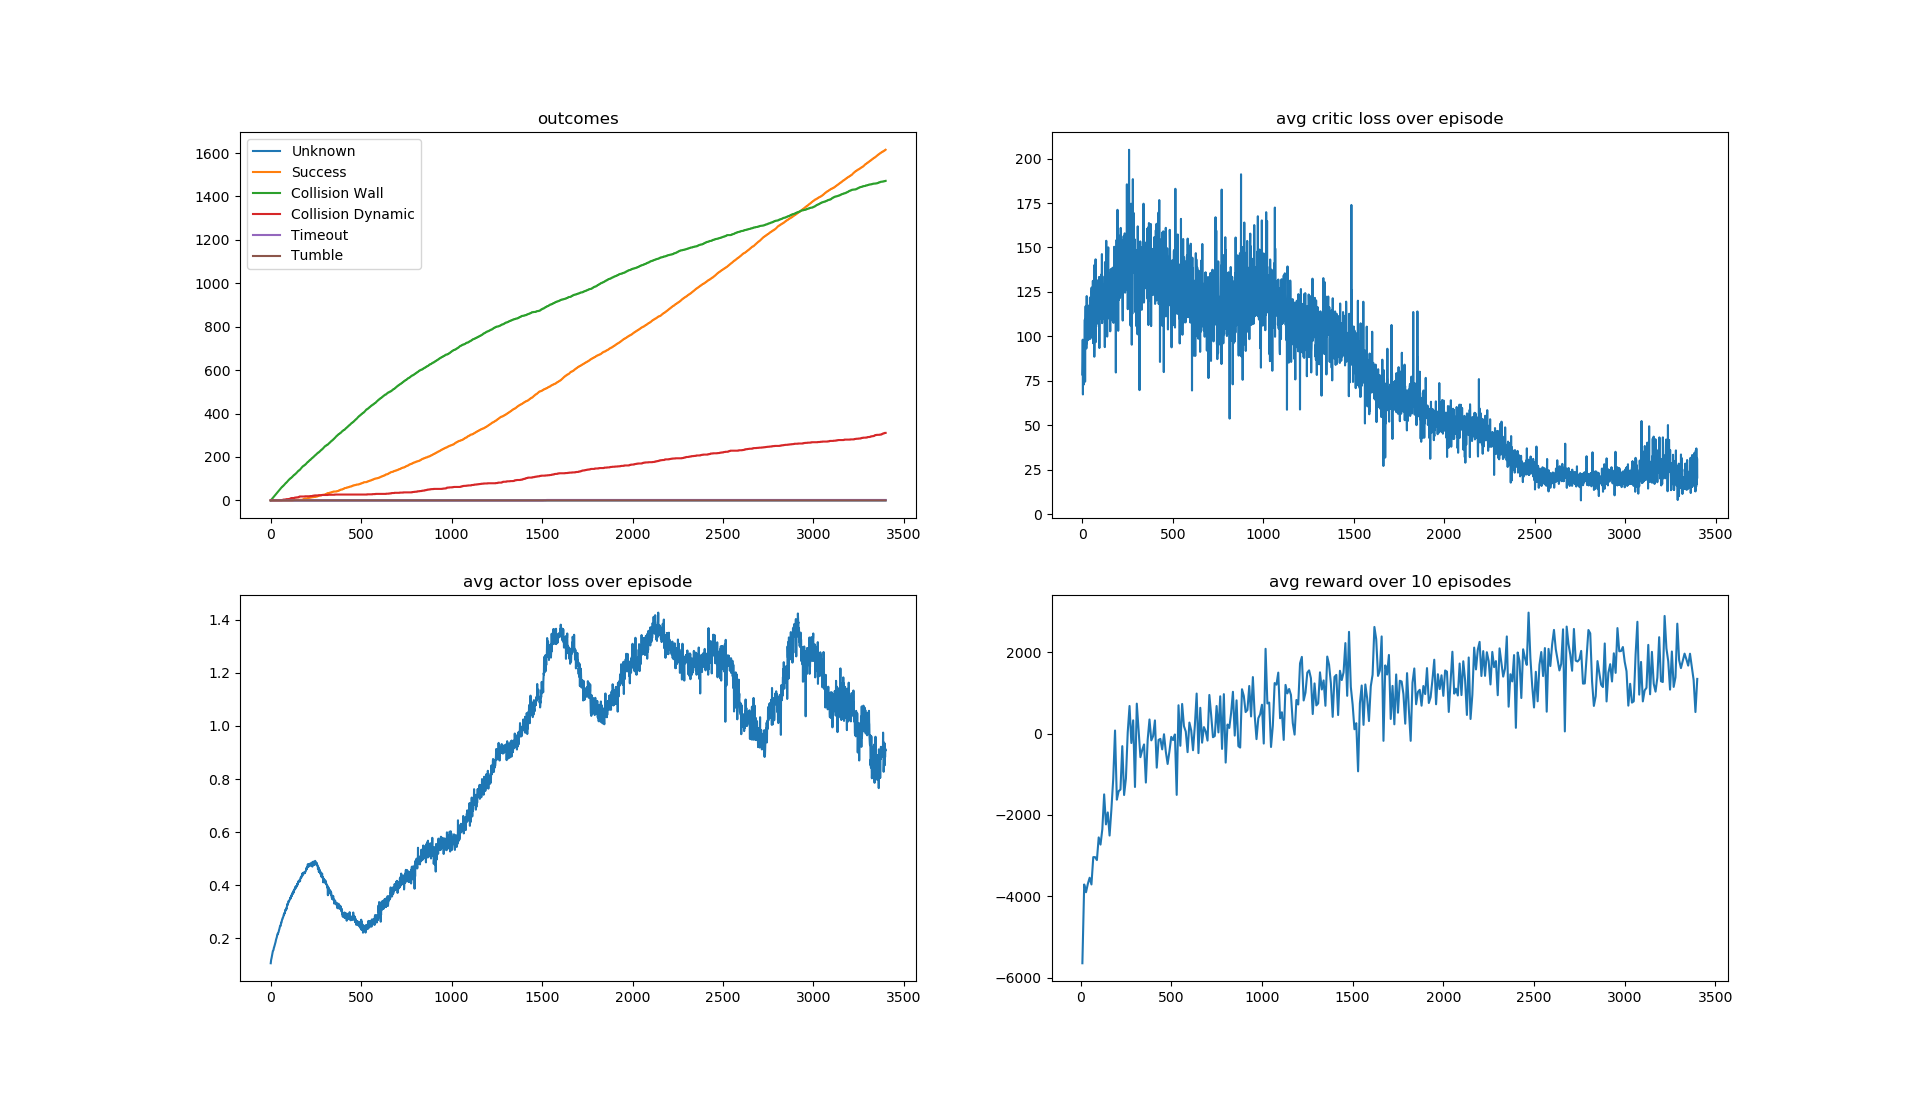 outcomes
1600
1400
1200
1000
800
600
400
200
0
0 500 1000 1500 2000 2500 3000 3500
Unknown
Success
Collision Wall
Collision Dynamic
Timeout
Tumble
avg critic loss over episode
200
175
150
125
100
75
50
25
0
0 500 1000 1500 2000 2500 3000 3500
avg actor loss over episode
1.4
1.2
1.0
0.8
0.6
0.4
0.2
0 500 1000 1500 2000 2500 3000 3500
avg reward over 10 episodes
2000
0
−2000
−4000
−6000
0 500 1000 1500 2000 2500 3000 3500